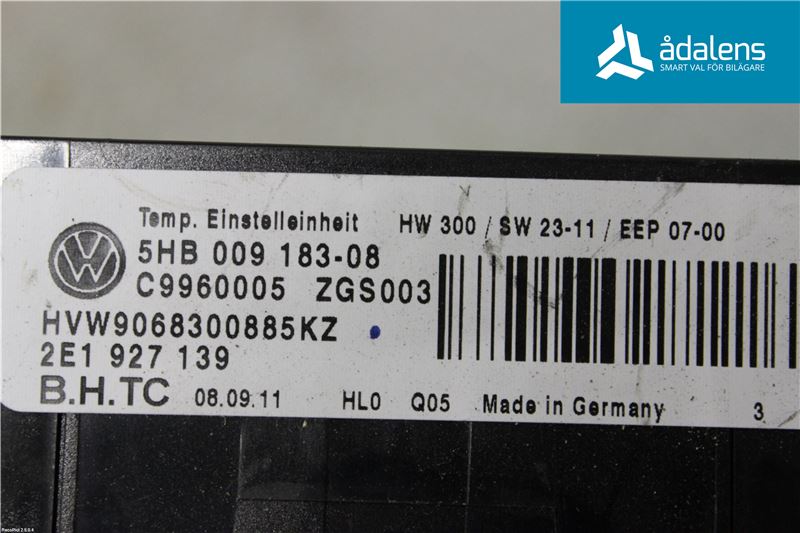 ådalens
SMART VAL FÖR BILÄGARE
Temp. Einstelleinheit HW 300 / SW 23-11 / EEP 07-00
5HB 009 183-08
C9960005 ZGS003
HVW9068300885KZ
2E1 927 139
B.H.TC 08.09.11 HL0 Q05 Made in Germany 3